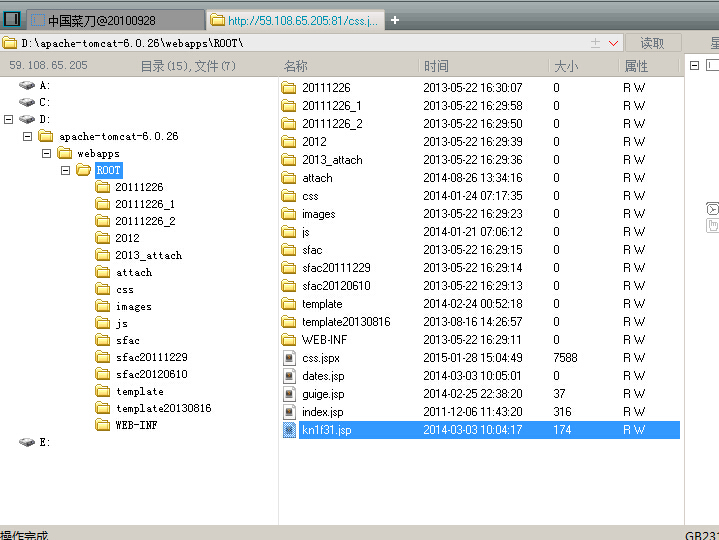 中国菜刀@20100928 http://59.108.65.205:81/css.j... +
D:\apache-tomcat-6.0.26\webapps\ROOT\ 读取
59.108.65.205 目录(15),文件(7) 名称 时间 大小 属性
A:
C:
D:
apache-tomcat-6.0.26
webapps
ROOT
20111226
20111226_1
20111226_2
2012
2013_attach
attach
css
images
js
sfac
sfac20111229
sfac20120610
template
template20130816
WEB-INF
E:
20111226 2013-05-22 16:30:07 0 R W
20111226_1 2013-05-22 16:29:58 0 R W
20111226_2 2013-05-22 16:29:50 0 R W
2012 2013-05-22 16:29:39 0 R W
2013_attach 2013-05-22 16:29:36 0 R W
attach 2014-08-26 13:34:16 0 R W
css 2014-01-24 07:17:35 0 R W
images 2013-05-22 16:29:23 0 R W
js 2014-01-21 07:06:12 0 R W
sfac 2013-05-22 16:29:15 0 R W
sfac20111229 2013-05-22 16:29:14 0 R W
sfac20120610 2013-05-22 16:29:13 0 R W
template 2014-02-24 00:52:18 0 R W
template20130816 2013-08-16 14:26:57 0 R W
WEB-INF 2013-05-22 16:29:11 0 R W
css.jspx 2015-01-28 15:04:49 7588 R W
dates.jsp 2014-03-03 10:05:01 0 R W
guige.jsp 2014-02-25 22:38:20 37 R W
index.jsp 2011-12-06 11:43:20 316 R W
kn1f31.jsp 2014-03-03 10:04:17 174 R W
操作完成 GB231